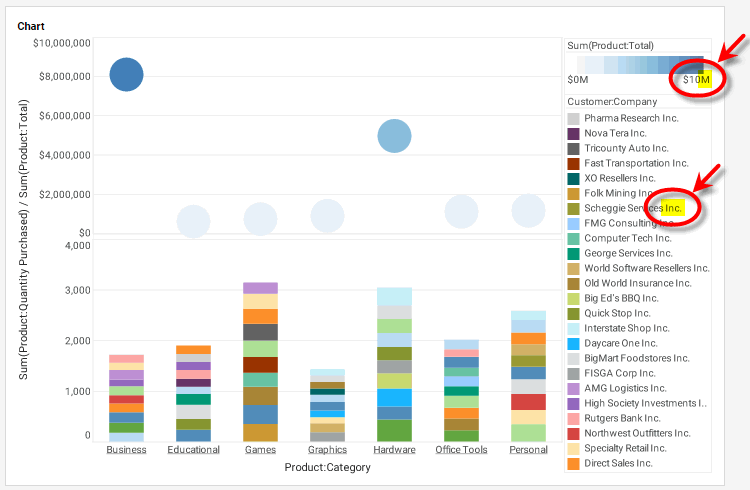 Chart
Sum(Product:Quantity Purchased) / Sum(Product:Total)
$10,000,000
$8,000,000
$6,000,000
$4,000,000
$2,000,000
$0
4,000
3,000
2,000
1,000
0
Business Educational Games Graphics Hardware Office Tools Personal
Product:Category
Sum(Product:Total)
$0M $10M
Customer:Company
Pharma Research Inc.
Nova Tera Inc.
Tricounty Auto Inc.
Fast Transportation Inc.
XO Resellers Inc.
Folk Mining Inc.
Scheggie Services Inc.
FMG Consulting Inc.
Computer Tech Inc.
George Services Inc.
World Software Resellers Inc.
Old World Insurance Inc.
Big Ed's BBQ Inc.
Quick Stop Inc.
Interstate Shop Inc.
Daycare One Inc.
BigMart Foodstores Inc.
FISGA Corp Inc.
AMG Logistics Inc.
High Society Investments I..
Rutgers Bank Inc.
Northwest Outfitters Inc.
Specialty Retail Inc.
Direct Sales Inc.